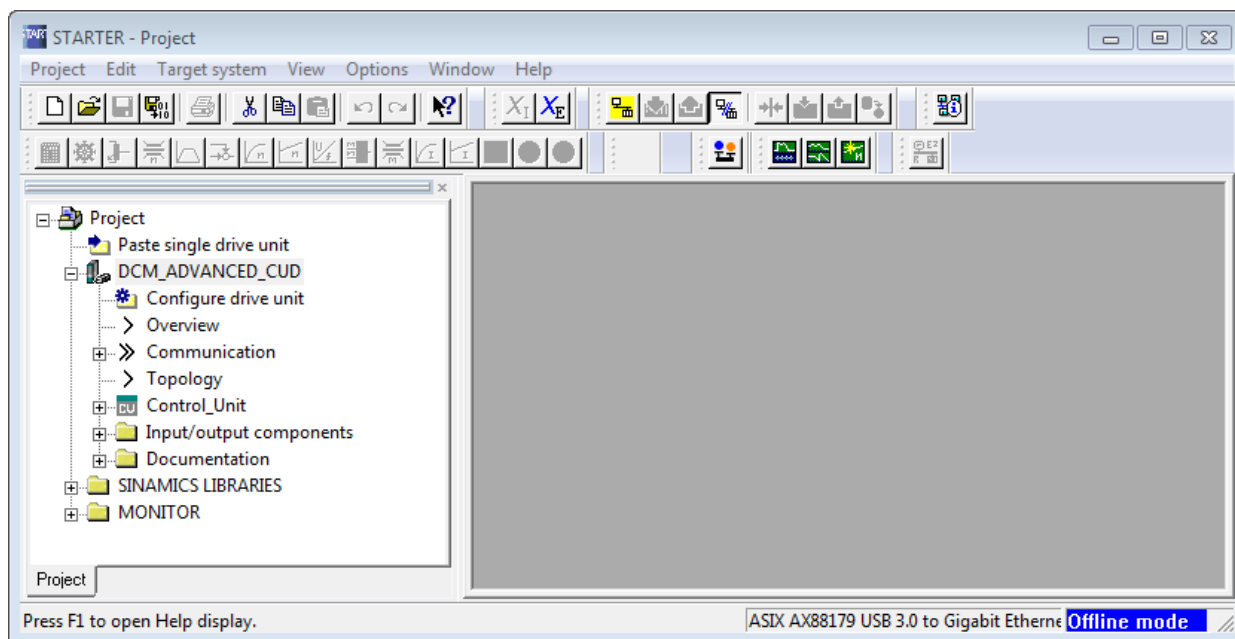 STARTER - Project
Project Edit Target system View Options Window Help
Project
Paste single drive unit
DCM_ADVANCED_CUD
Configure drive unit
Overview
Communication
Topology
Control_Unit
Input/output components
Documentation
SINAMICS LIBRARIES
MONITOR
Project
Press F1 to open Help display.
ASIX AX88179 USB 3.0 to Gigabit Etherne Offline mode